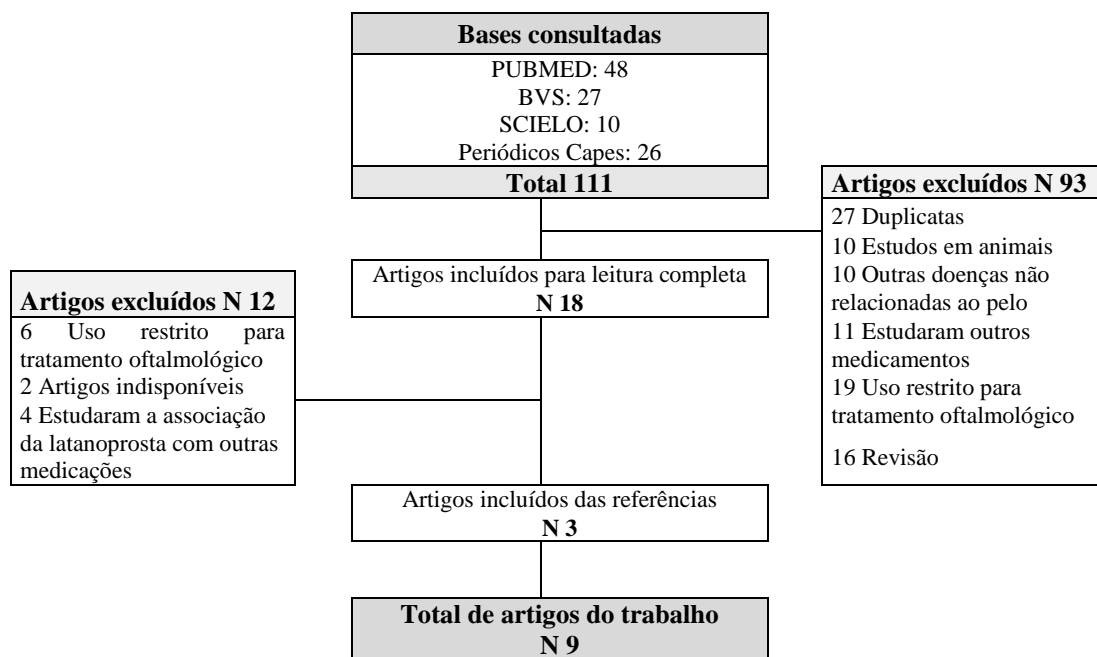 Bases consultadas
PUBMED: 48
BVS: 27
SCIELO: 10
Periódicos Capes: 26
Total 111
Artigos excluídos N 93
27 Duplicatas
10 Estudos em animais
10 Outras doenças não
relacionadas ao pelo
11 Estudaram outros
medicamentos
19 Uso restrito para
tratamento oftalmológico
16 Revisão
Artigos incluídos para leitura completa
N 18
Artigos excluídos N 12
6 Uso restrito para
tratamento oftalmológico
2 Artigos indisponíveis
4 Estudaram a associação
da latanoprosta com outras
medicações
Artigos incluídos das referências
N 3
Total de artigos do trabalho
N 9